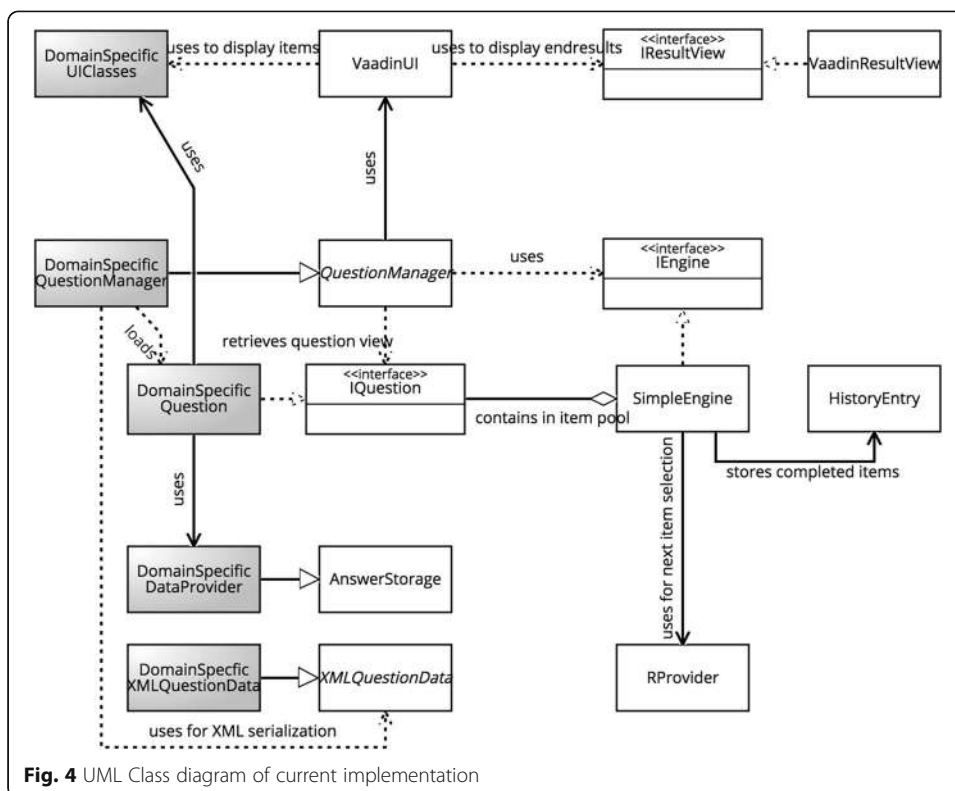 DomainSpecific
UIClasses
uses to display items
VaadinUI
uses to display endresults
<<interface>>
IResultView
VaadinResultView
uses
uses
DomainSpecific
QuestionManager
QuestionManager
uses
<<interface>>
IEngine
loads
retrieves question view
DomainSpecific
Question
<<interface>>
IQuestion
contains in item pool
SimpleEngine
HistoryEntry
stores completed items
uses
uses for next item selection
DomainSpecific
DataProvider
AnswerStorage
DomainSpecfic
XMLQuestionData
XMLQuestionData
RProvider
uses for XML serialization
Fig. 4 UML Class diagram of current implementation